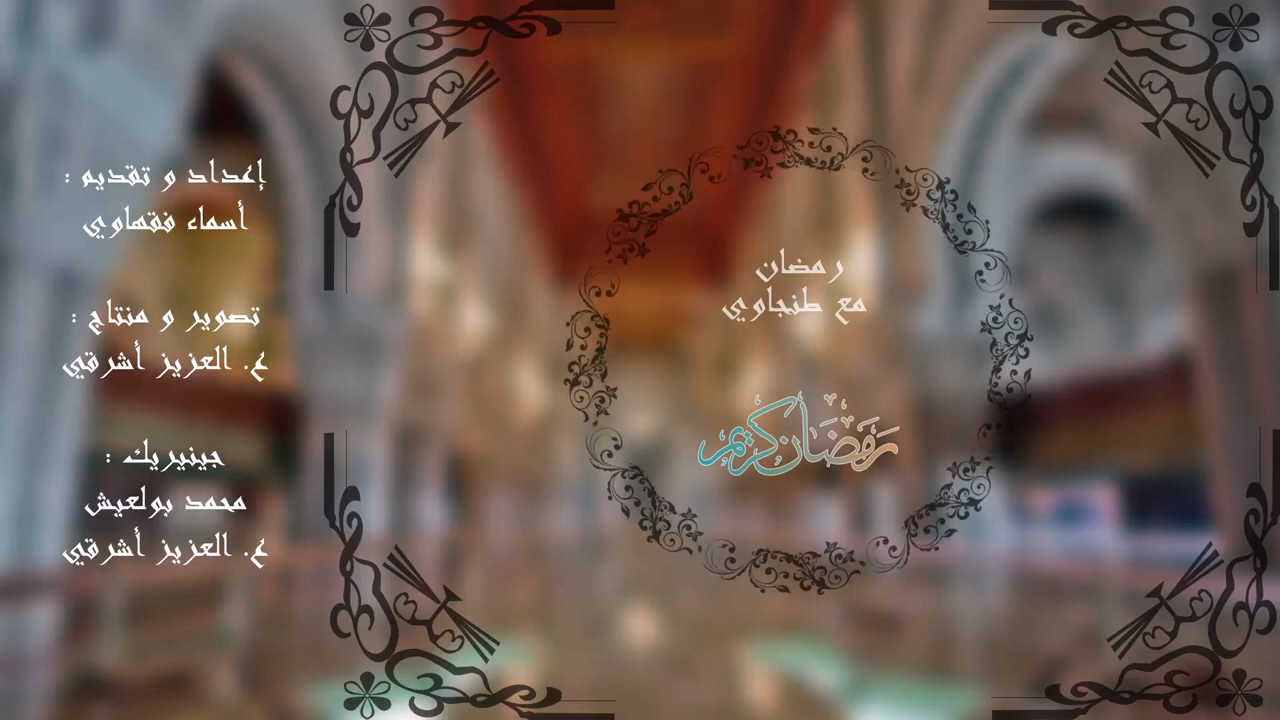 إعداد و تقديم :
أسماء فقهاوي
تصوير و منتاج :
ع. العزيز أشرقي
جينيريك :
محمد بولعيش
ع. العزيز أشرقي
رمضان
مع طنجاوي
رمضان كريم